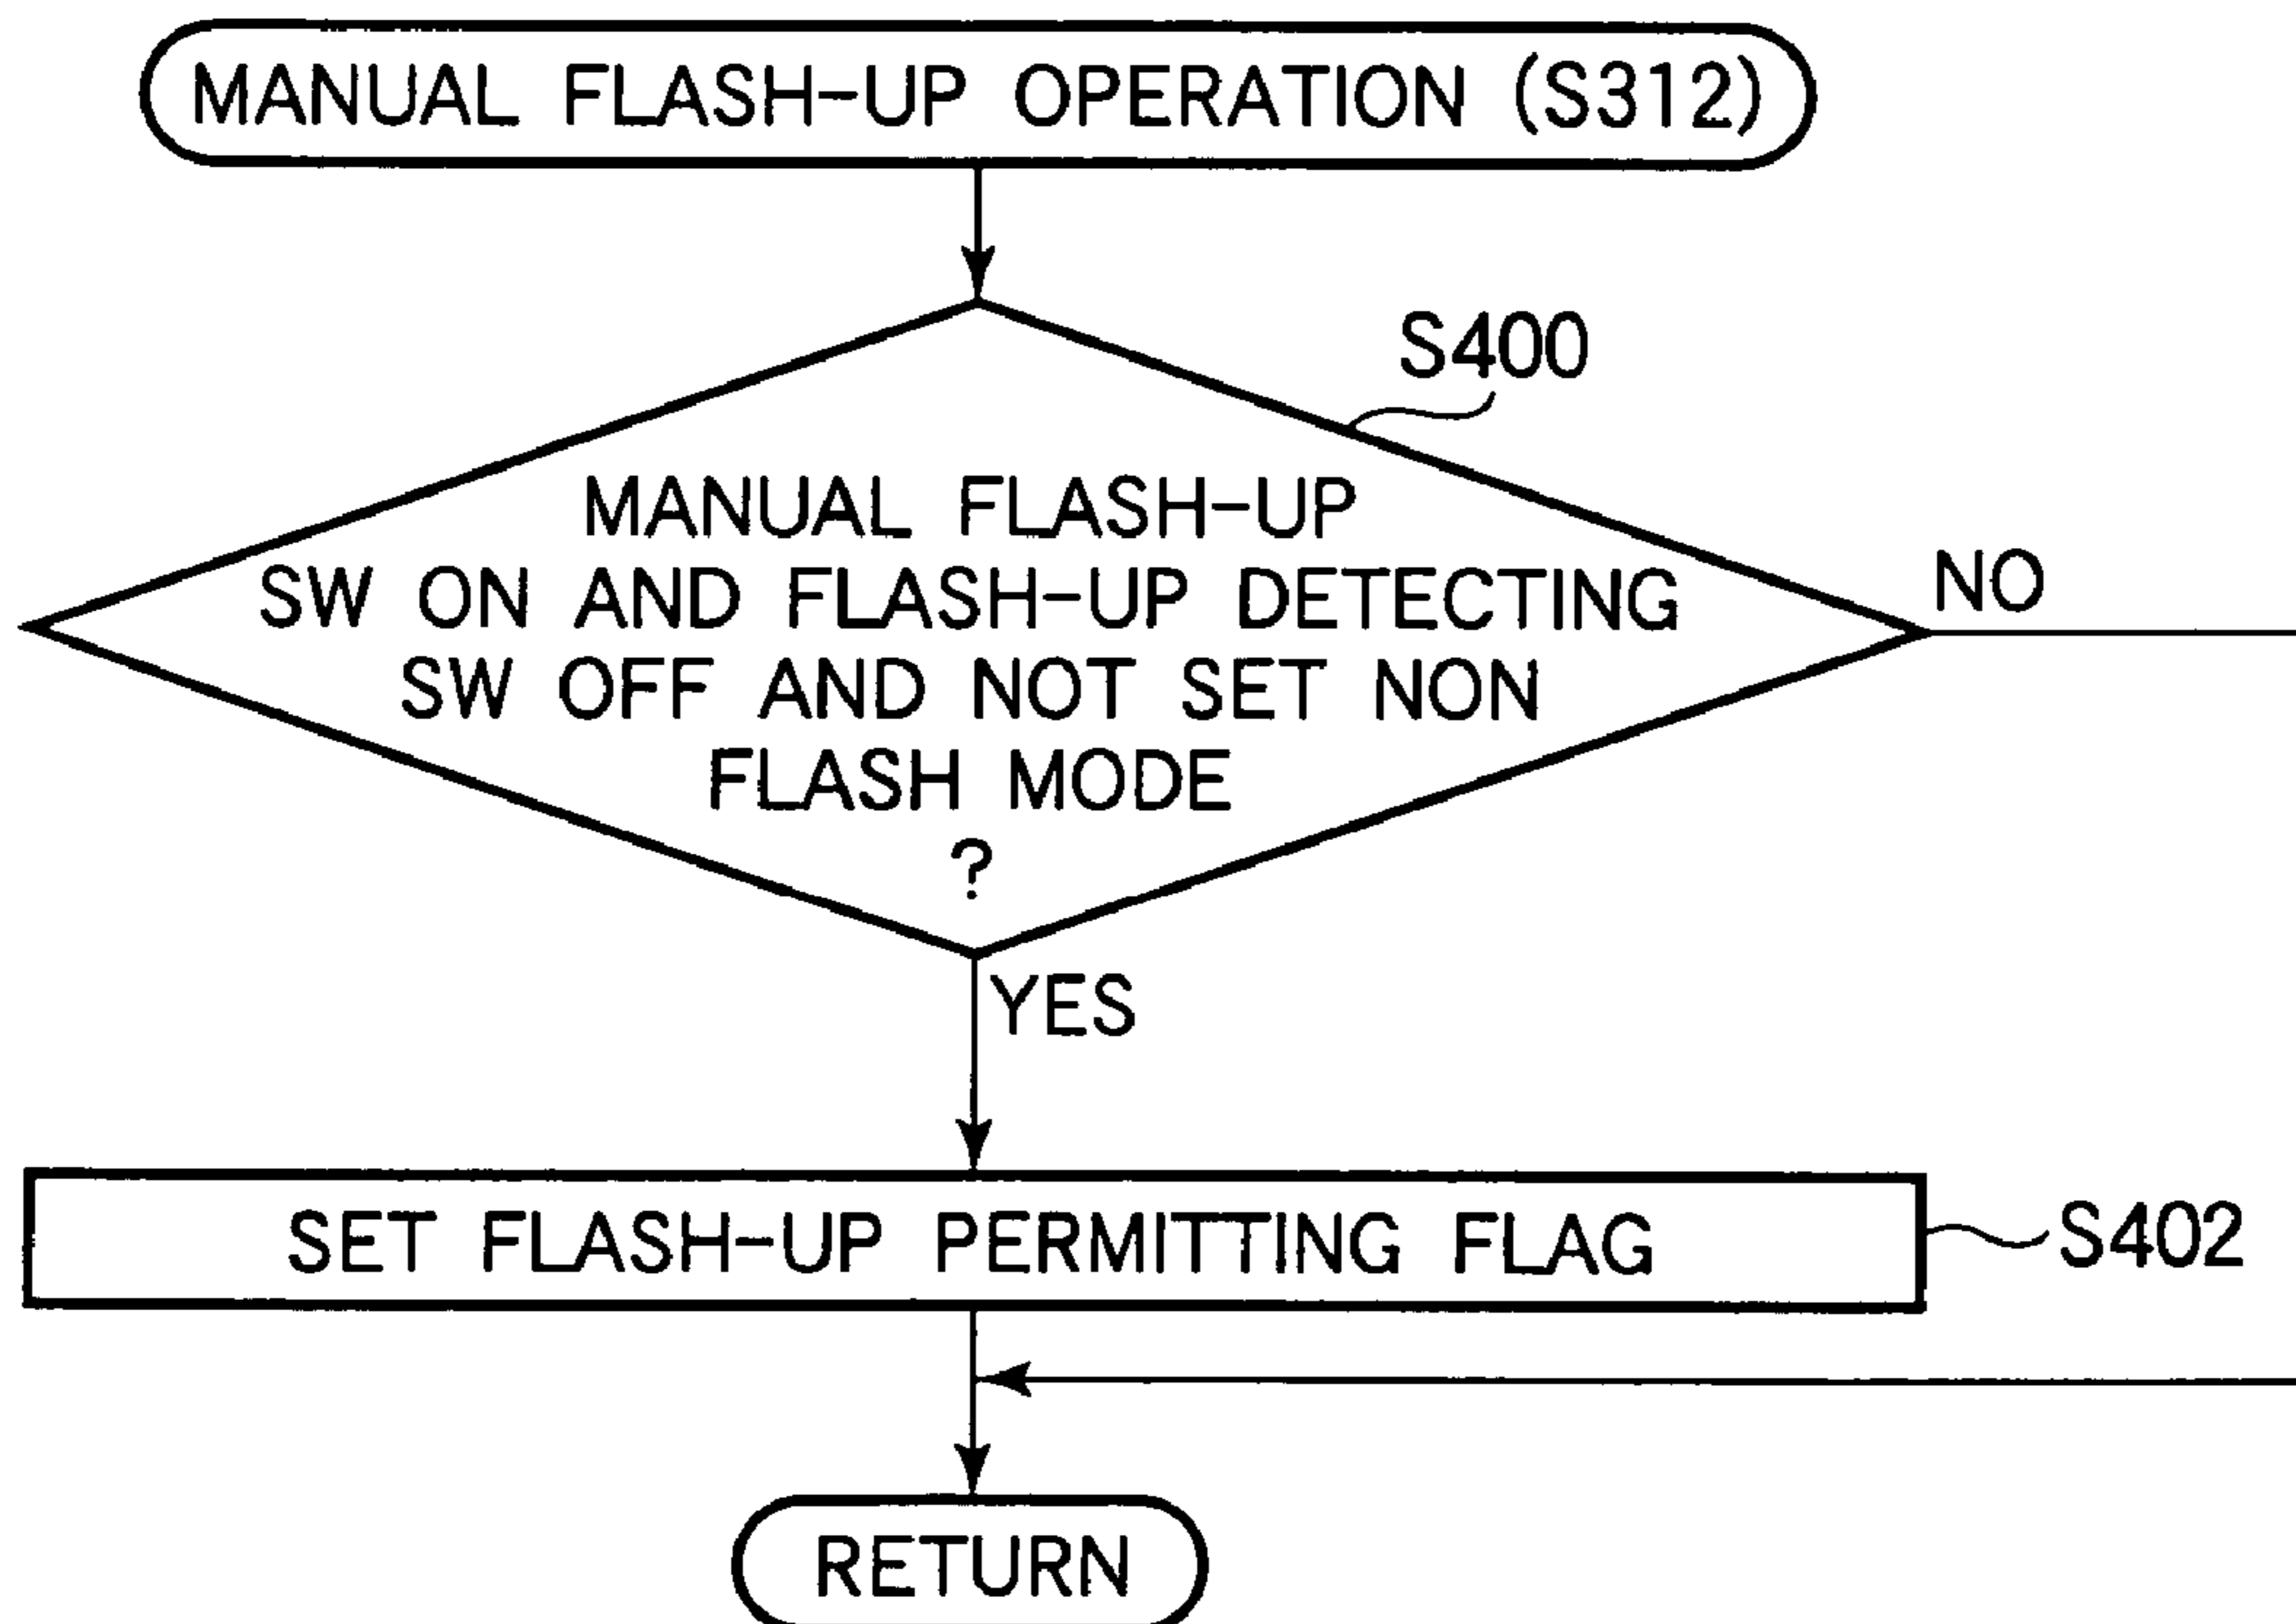 MANUAL FLASH-UP OPERATION (S312)
S400
MANUAL FLASH-UP
SW ON AND FLASH-UP DETECTING
SW OFF AND NOT SET NON
FLASH MODE
?
NO
YES
SET FLASH-UP PERMITTING FLAG
S402
RETURN